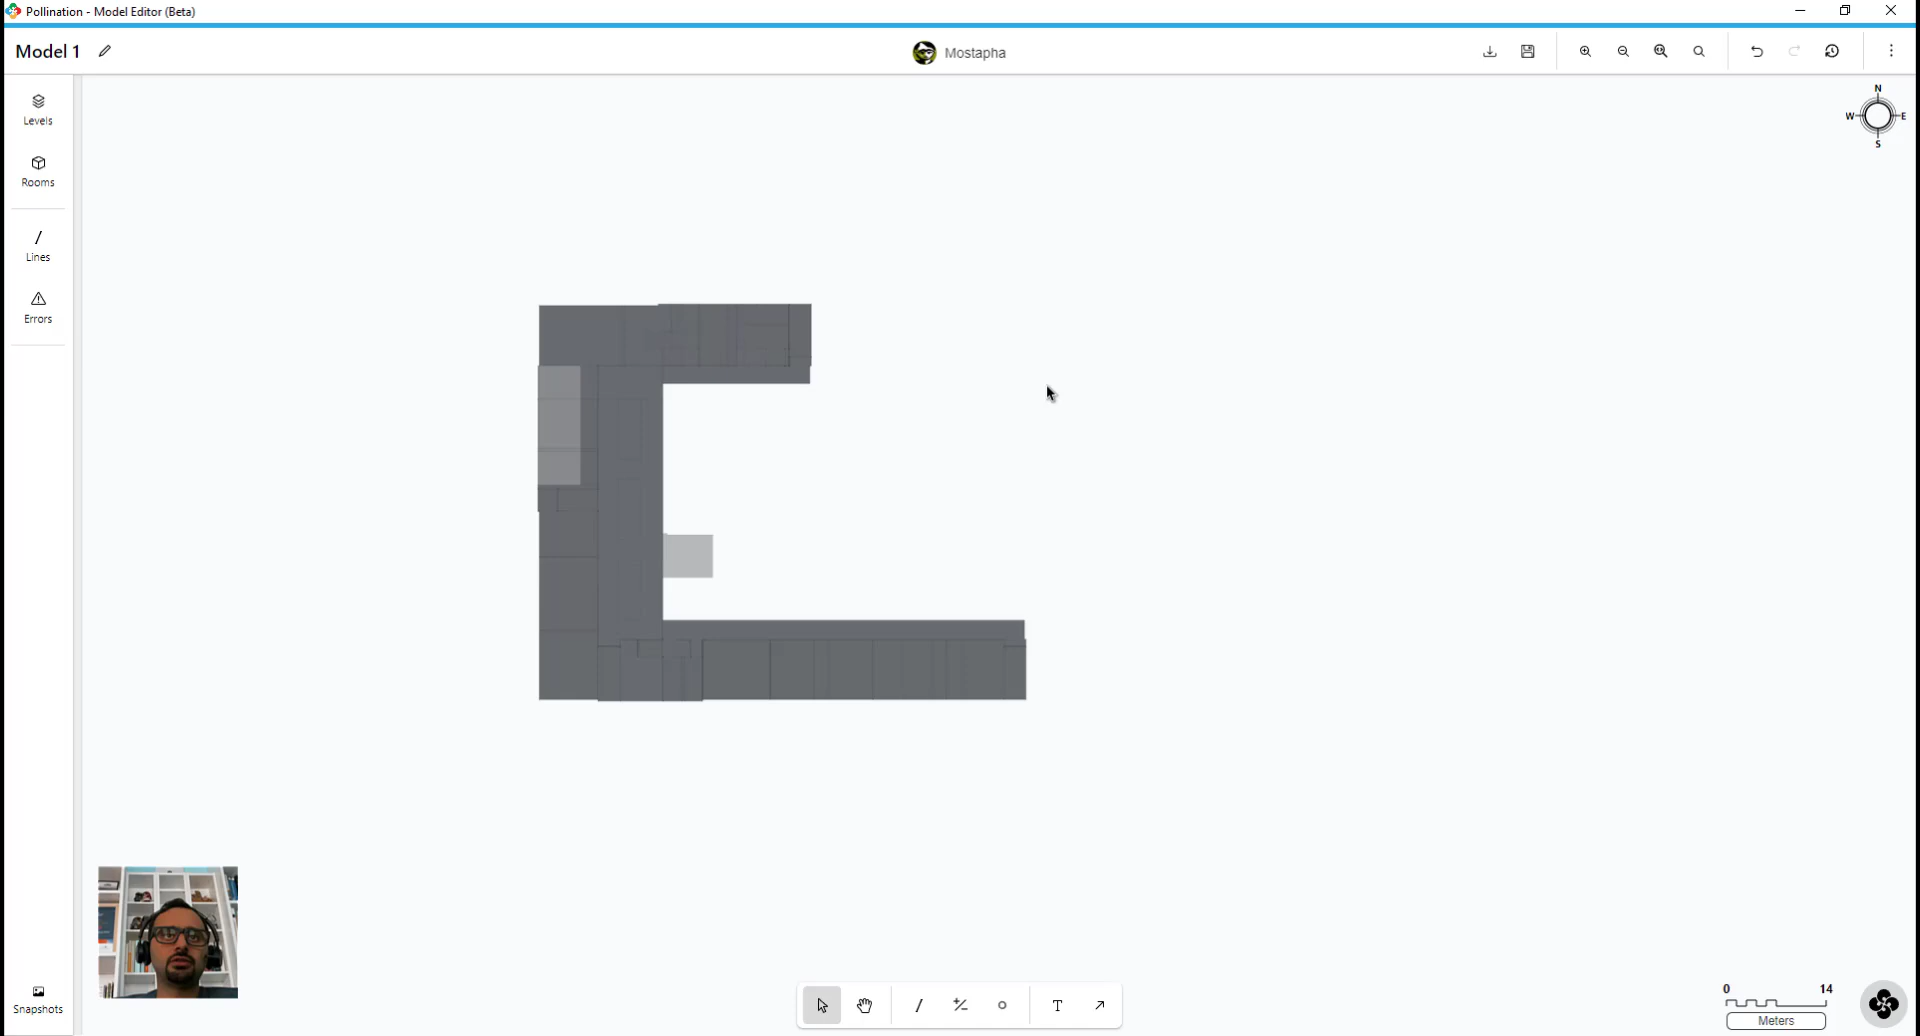 Pollination - Model Editor (Beta)
Model 1
Mostapha
N
W
E
S
Levels
Rooms
Lines
Errors
Snapshots
T
0 14
Meters